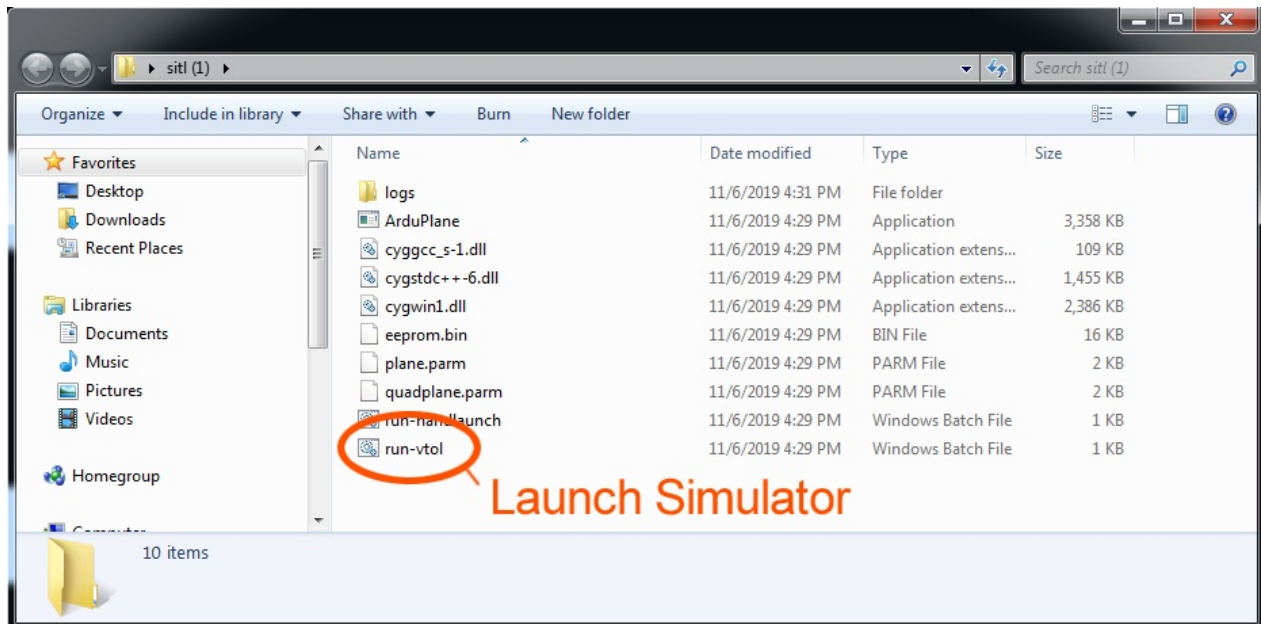 sitl (1)
Search sitl (1)
Organize Include in library Share with Burn New folder
Favorites
Desktop
Downloads
Recent Places
Libraries
Documents
Music
Pictures
Videos
Homegroup
Computer
Name Date modified Type Size
logs 11/6/2019 4:31 PM File folder
ArduPlane 11/6/2019 4:29 PM Application 3,358 KB
cyggcc_s-1.dll 11/6/2019 4:29 PM Application extens... 109 KB
cygstdc++-6.dll 11/6/2019 4:29 PM Application extens... 1,455 KB
cygwin1.dll 11/6/2019 4:29 PM Application extens... 2,386 KB
eeprom.bin 11/6/2019 4:29 PM BIN File 16 KB
plane.parm 11/6/2019 4:29 PM PARM File 2 KB
quadplane.parm 11/6/2019 4:29 PM PARM File 2 KB
run-handlaunch 11/6/2019 4:29 PM Windows Batch File 1 KB
run-vtol 11/6/2019 4:29 PM Windows Batch File 1 KB
Launch Simulator
10 items